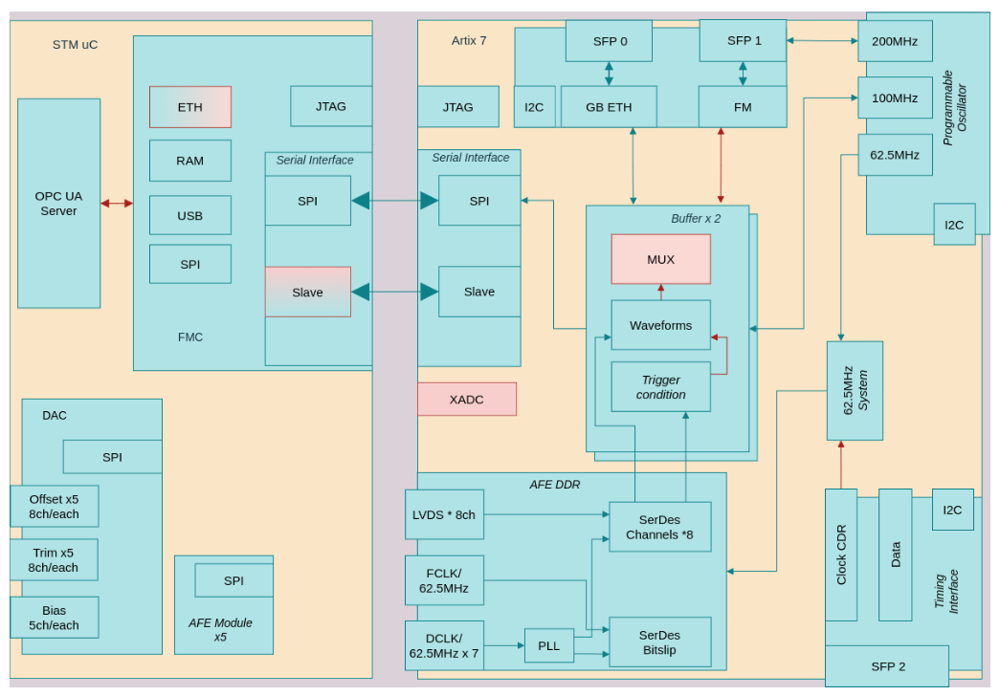 STM uC
OPC UA
Server
ETH
RAM
USB
SPI
FMC
JTAG
Serial Interface
SPI
Slave
DAC
SPI
Offset x5
8ch/each
Trim x5
8ch/each
Bias
5ch/each
SPI
AFE Module
x5
Artix 7
JTAG
Serial Interface
SPI
Slave
XADC
SFP 0
SFP 1
I2C
GB ETH
FM
200MHz
100MHz
62.5MHz
Programmable
Oscillator
I2C
Buffer x 2
MUX
Waveforms
Trigger
condition
62.5MHz
System
AFE DDR
LVDS * 8ch
FCLK/
62.5MHz
DCLK/
62.5MHz x 7
PLL
SerDes
Channels *8
SerDes
Bitslip
Clock CDR
Data
I2C
Timing
Interface
SFP 2